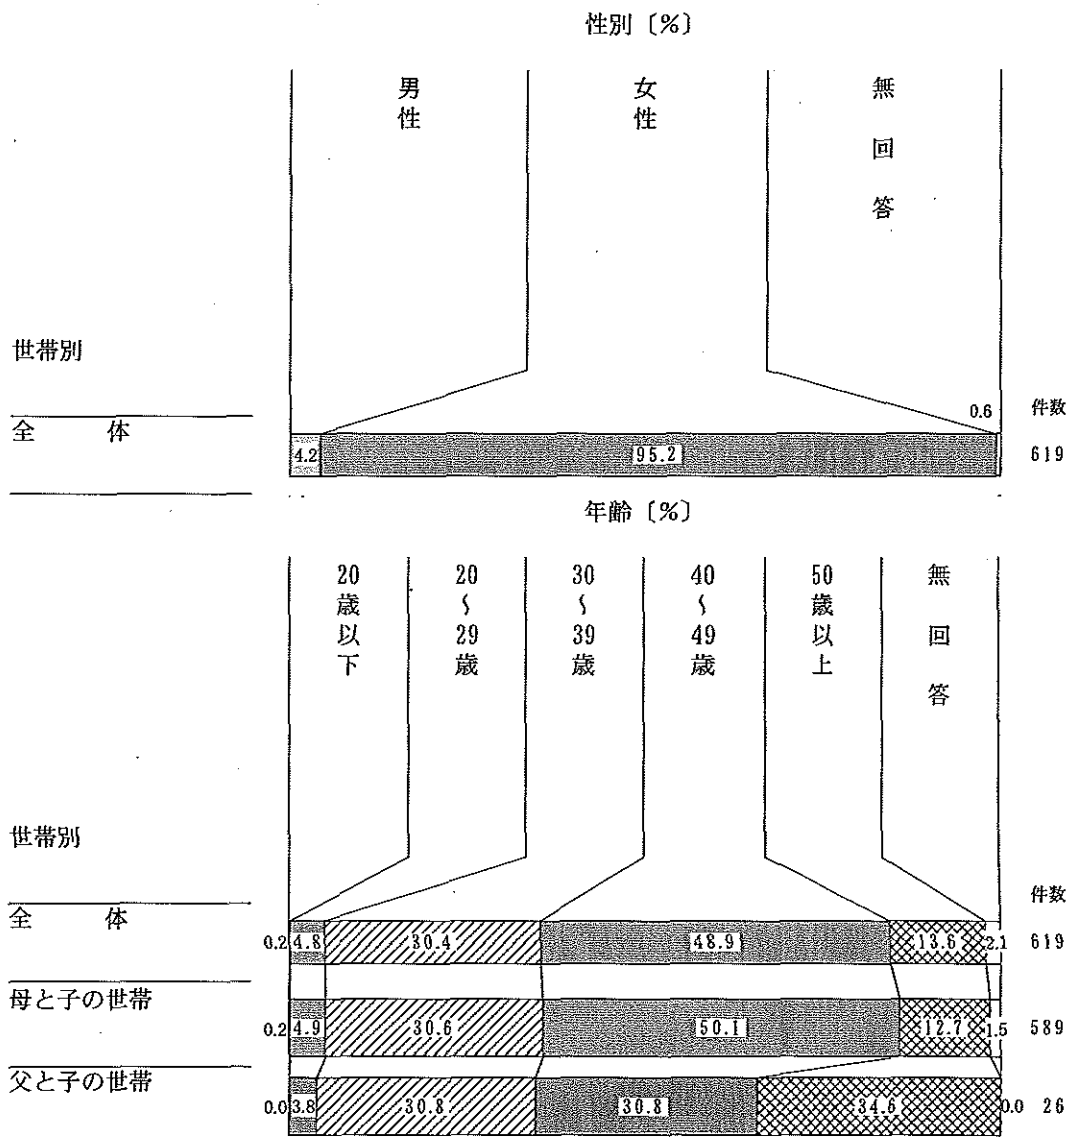 性別〔%〕
男性
女性
無回答
世帯別
0.6
件数
全体
4.2 95.2 619
年齢〔%〕
20歳以下
20〜29歳
30〜39歳
40〜49歳
50歳以上
無回答
世帯別
件数
全体
0.2 4.8 30.4 48.9 13.6 2.1 619
母と子の世帯
0.2 4.9 30.6 50.1 12.7 1.5 589
父と子の世帯
0.0 3.8 30.8 30.8 34.6 0.0 26